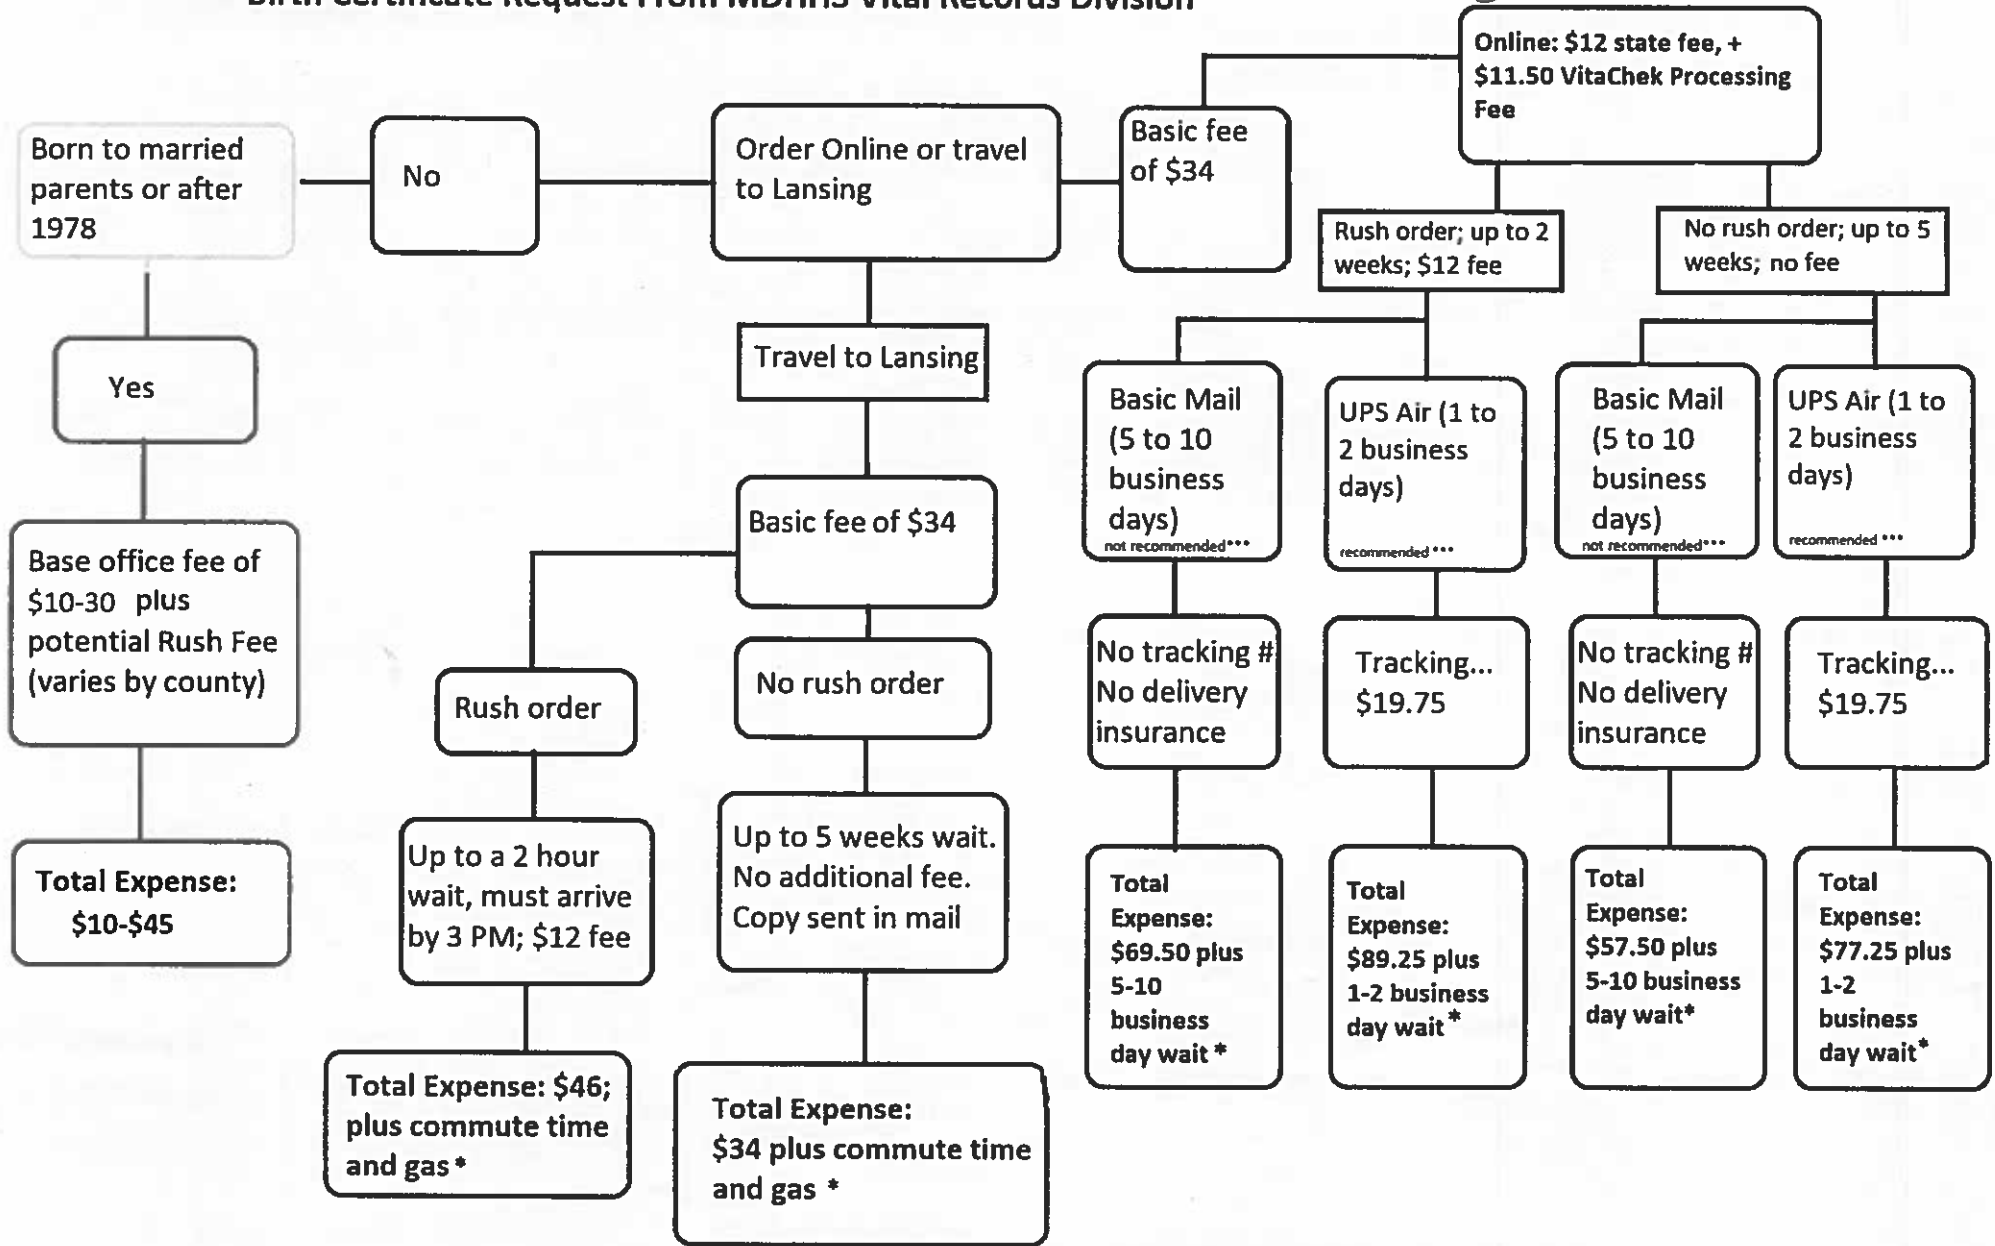 Birth Certificate Request From MDHHS Vital Records Division
Online: $12 state fee, +
$11.50 VitaChek Processing
Fee
Born to married
parents or after
1978
No
Order Online or travel
to Lansing
Basic fee
of $34
Rush order; up to 2
weeks; $12 fee
No rush order; up to 5
weeks; no fee
Yes
Travel to Lansing
Basic Mail
(5 to 10
business
days)
not recommended***
UPS Air (1 to
2 business
days)
recommended ***
Basic Mail
(5 to 10
business
days)
not recommended***
UPS Air (1 to
2 business
days)
recommended ***
Base office fee of
$10-30 plus
potential Rush Fee
(varies by county)
Basic fee of $34
Rush order
No rush order
No tracking #
No delivery
insurance
Tracking...
$19.75
No tracking #
No delivery
insurance
Tracking...
$19.75
Total Expense:
$10-$45
Up to a 2 hour
wait, must arrive
by 3 PM; $12 fee
Up to 5 weeks wait.
No additional fee.
Copy sent in mail
Total
Expense:
$69.50 plus
5-10
business
day wait *
Total
Expense:
$89.25 plus
1-2 business
day wait *
Total
Expense:
$57.50 plus
5-10 business
day wait*
Total
Expense:
$77.25 plus
1-2
business
day wait*
Total Expense: $46;
plus commute time
and gas *
Total Expense:
$34 plus commute time
and gas *